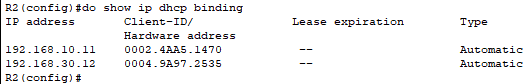 R2(config)#do show ip dhcp binding
IP address       Client-ID/              Lease expiration        Type
                 Hardware address
192.168.10.11    0002.4AA5.1470           --                     Automatic
192.168.30.12    0004.9A97.2535           --                     Automatic
R2(config)#